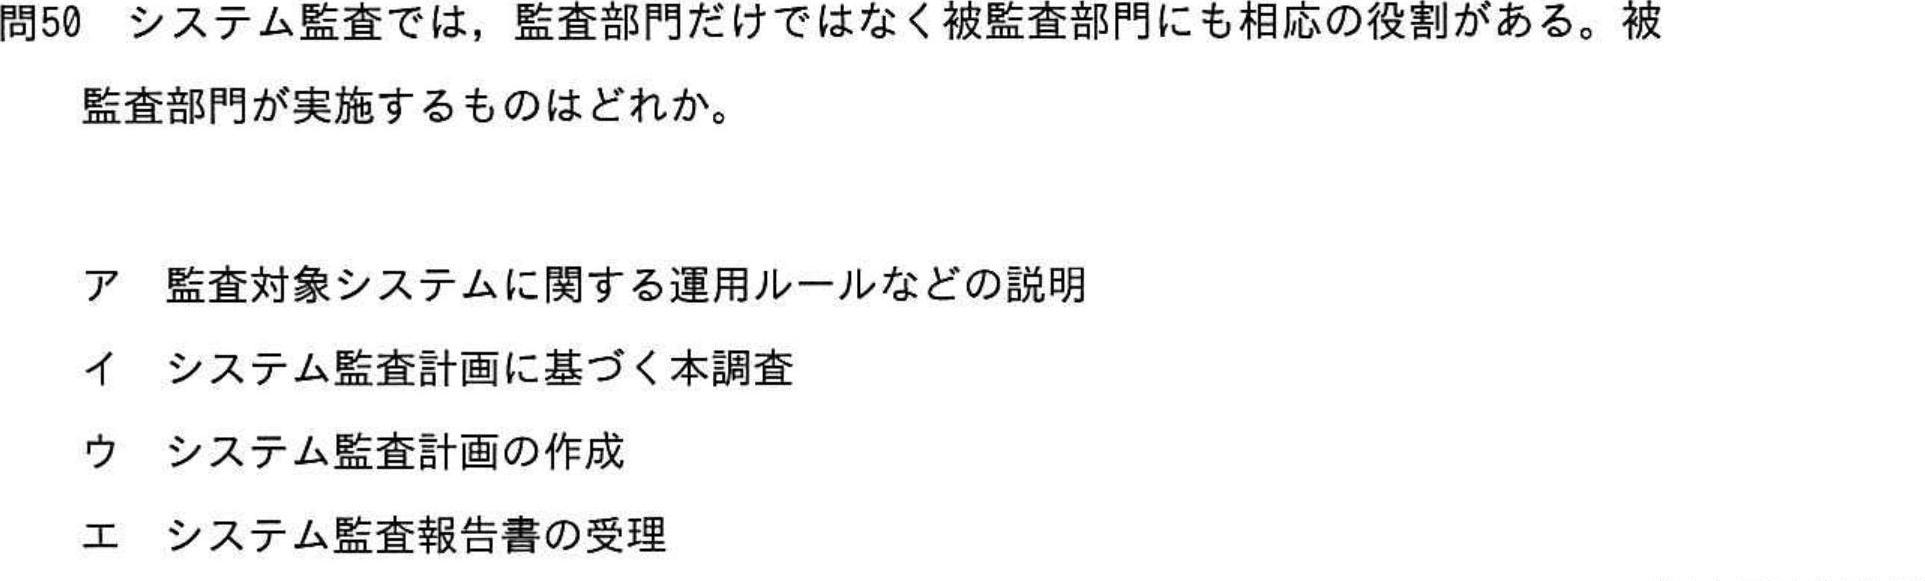 問50　システム監査では，監査部門だけではなく被監査部門にも相応の役割がある。被
監査部門が実施するものはどれか。
ア　監査対象システムに関する運用ルールなどの説明
イ　システム監査計画に基づく本調査
ウ　システム監査計画の作成
エ　システム監査報告書の受理